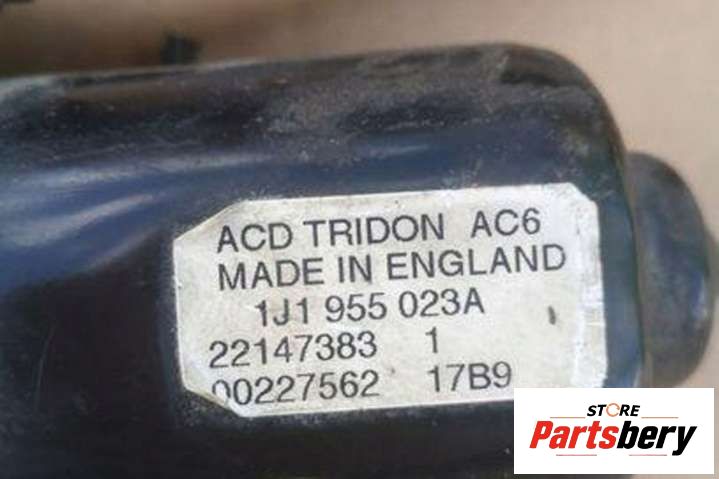 ACD TRIDON AC6
MADE IN ENGLAND
1J1 955 023A
22147383 1
00227562 17B9
STORE
Partsbery